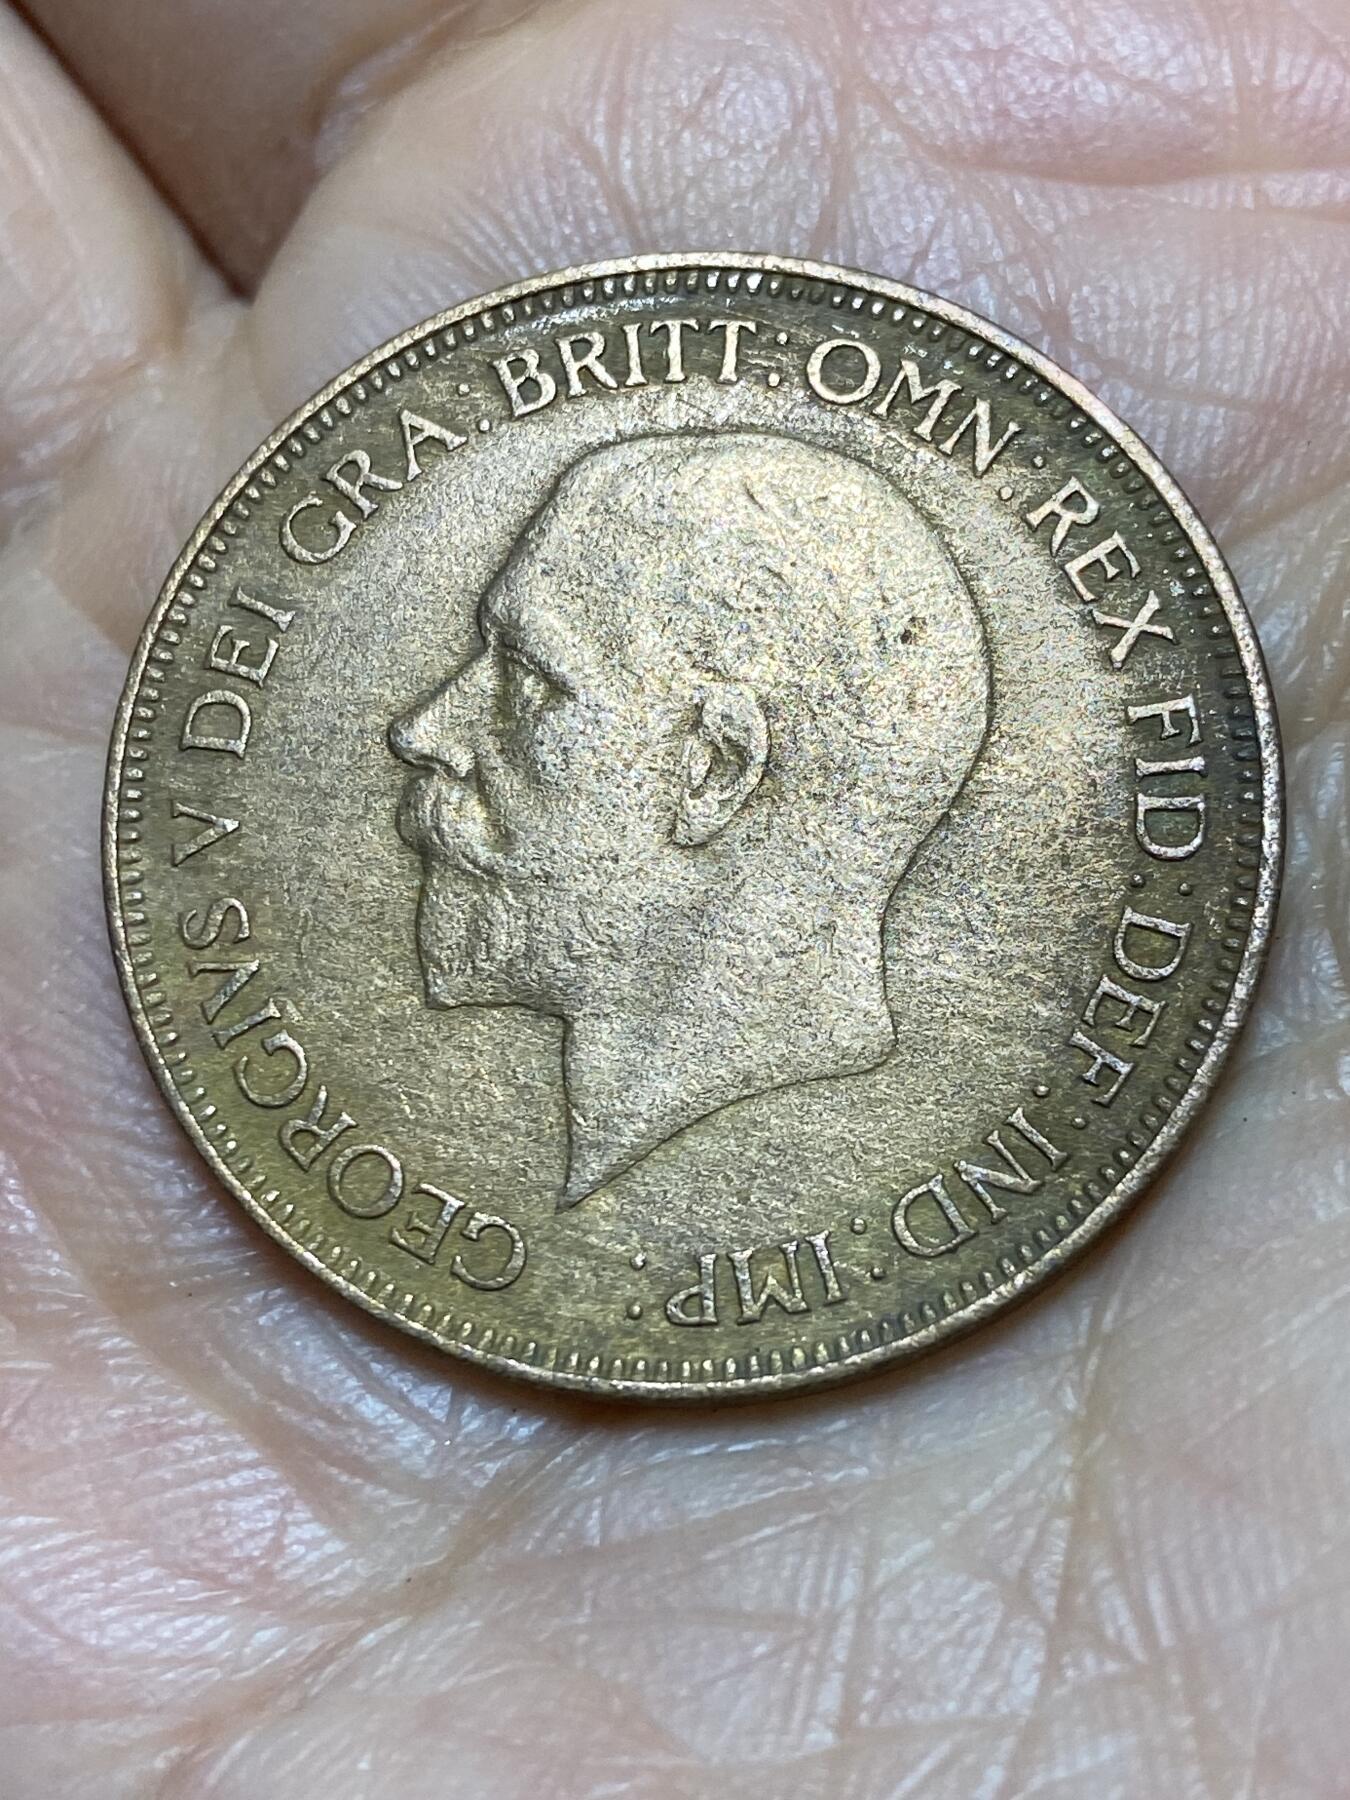 GEORGIVS V DEI GRA: BRITT: OMN: REX FID: DEF: IND: IMP: